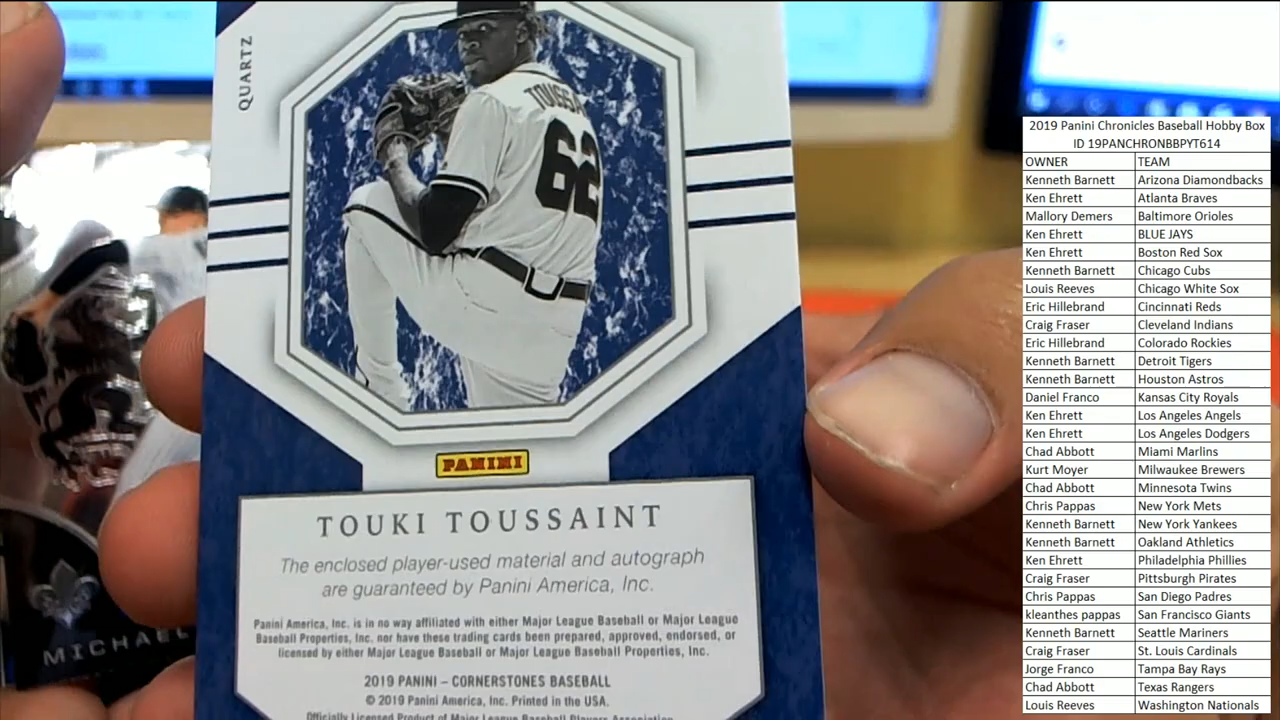 QUARTZ
TOUSSA
62
PANINI
TOUKI TOUSSAINT
The enclosed player-used material and autograph
are guaranteed by Panini America, Inc.
Panini America, Inc. is in no way affiliated with either Major League Baseball or Major League
Baseball Properties, Inc. nor have these trading cards been prepared, approved, endorsed, or
licensed by either Major League Baseball or Major League Baseball Properties, Inc.
2019 PANINI – CORNERSTONES BASEBALL
© 2019 Panini America, Inc. Printed in the USA.
Officially Licensed Product of Major League Baseball Players Association
MICHAEL
2019 Panini Chronicles Baseball Hobby Box
ID 19PANCHRONBBPYT614
OWNER TEAM
Kenneth Barnett Arizona Diamondbacks
Ken Ehrett Atlanta Braves
Mallory Demers Baltimore Orioles
Ken Ehrett BLUE JAYS
Ken Ehrett Boston Red Sox
Kenneth Barnett Chicago Cubs
Louis Reeves Chicago White Sox
Eric Hillebrand Cincinnati Reds
Craig Fraser Cleveland Indians
Eric Hillebrand Colorado Rockies
Kenneth Barnett Detroit Tigers
Kenneth Barnett Houston Astros
Daniel Franco Kansas City Royals
Ken Ehrett Los Angeles Angels
Ken Ehrett Los Angeles Dodgers
Chad Abbott Miami Marlins
Kurt Moyer Milwaukee Brewers
Chad Abbott Minnesota Twins
Chris Pappas New York Mets
Kenneth Barnett New York Yankees
Kenneth Barnett Oakland Athletics
Ken Ehrett Philadelphia Phillies
Craig Fraser Pittsburgh Pirates
Chris Pappas San Diego Padres
kleanthes pappas San Francisco Giants
Kenneth Barnett Seattle Mariners
Craig Fraser St. Louis Cardinals
Jorge Franco Tampa Bay Rays
Chad Abbott Texas Rangers
Louis Reeves Washington Nationals